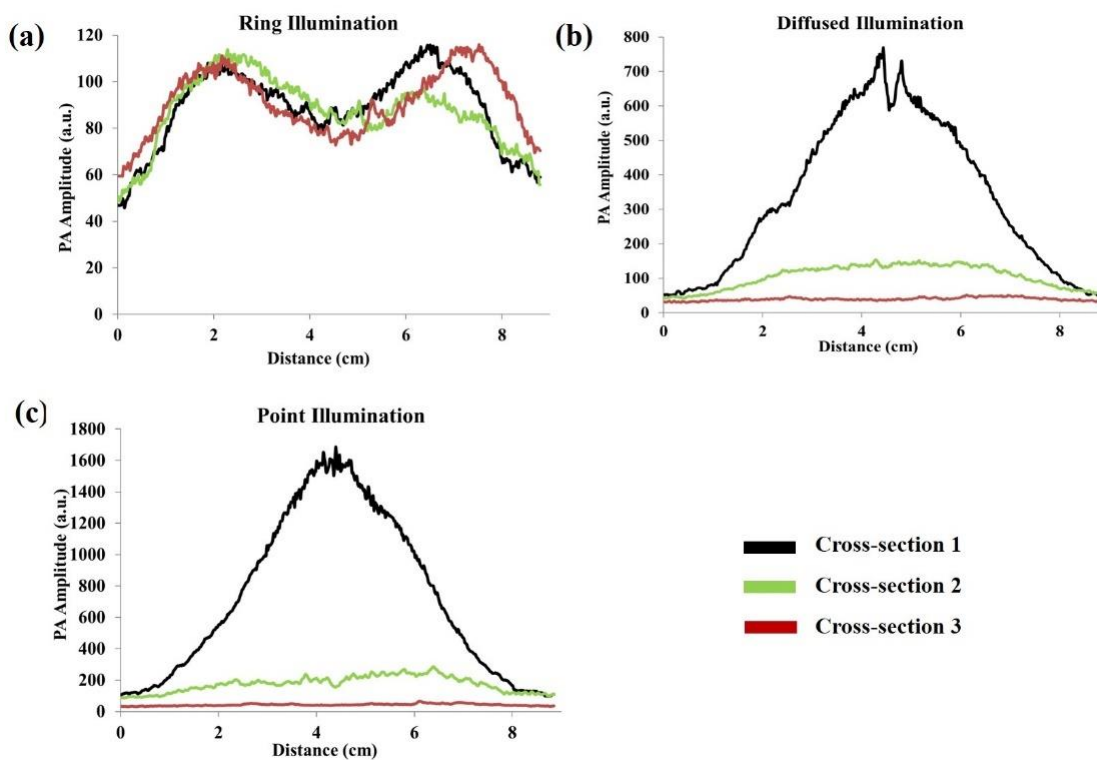 (a)
Ring Illumination
120
100
80
60
40
20
0
PA Amplitude (a.u.)
0 2 4 6 8
Distance (cm)
(b)
Diffused Illumination
800
700
600
500
400
300
200
100
0
PA Amplitude (a.u.)
0 2 4 6 8
Distance (cm)
(c)
Point Illumination
1800
1600
1400
1200
1000
800
600
400
200
0
PA Amplitude (a.u.)
0 2 4 6 8
Distance (cm)
Cross-section 1
Cross-section 2
Cross-section 3